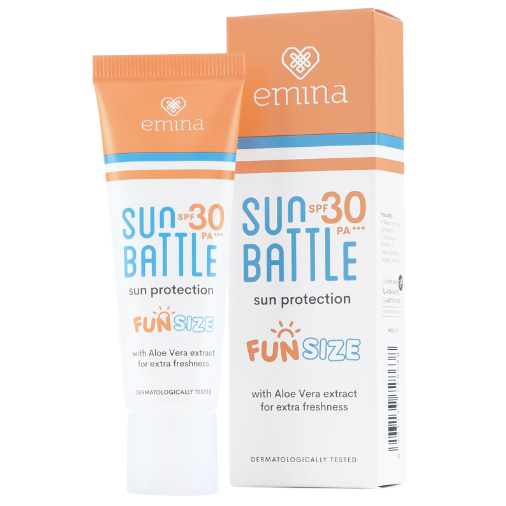 emina
SUN SPF 30
PA+++
BATTLE
sun protection
FUN SIZE
with Aloe Vera extract
for extra freshness
DERMATOLOGICALLY TESTED
emina
SUN SPF 30
PA+++
BATTLE
sun protection
FUN SIZE
with Aloe Vera extract
for extra freshness
DERMATOLOGICALLY TESTED